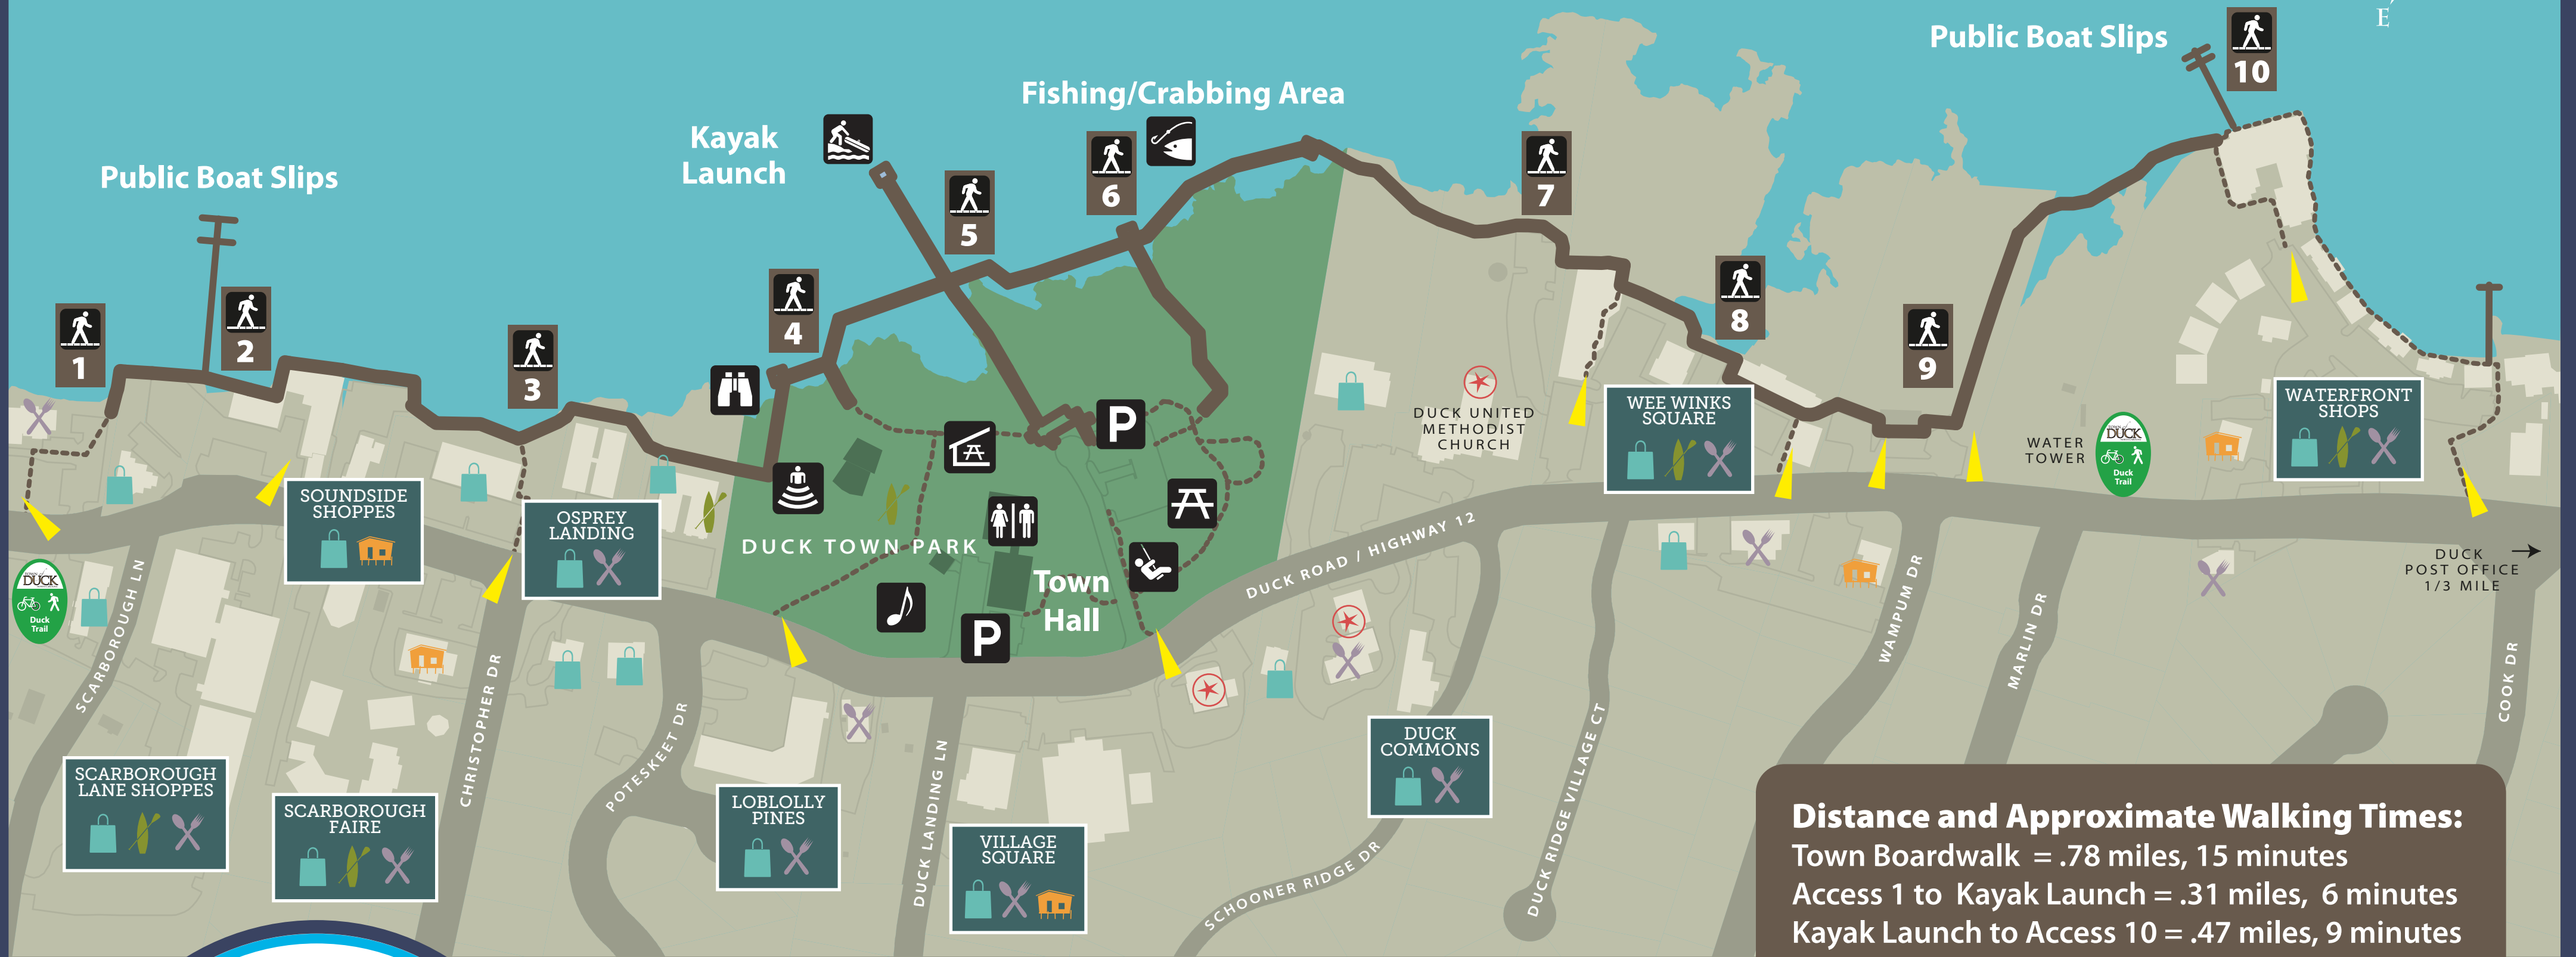 E
Public Boat Slips
10
Fishing/Crabbing Area
Kayak
Launch
6
7
5
Public Boat Slips
4
8
1
2
3
9
DUCK UNITED
METHODIST
CHURCH
WEE WINKS
SQUARE
WATER
TOWER
DUCK
Duck
Trail
WATERFRONT
SHOPS
P
SOUNDSIDE
SHOPPES
OSPREY
LANDING
DUCK TOWN PARK
Town
Hall
P
DUCK ROAD / HIGHWAY 12
DUCK
POST OFFICE
1/3 MILE
DUCK
Duck
Trail
SCARBOROUGH LN
CHRISTOPHER DR
POTESKEET DR
DUCK LANDING LN
SCHOONER RIDGE DR
DUCK RIDGE VILLAGE CT
WAMPUM DR
MARLIN DR
COOK DR
SCARBOROUGH
LANE SHOPPES
SCARBOROUGH
FAIRE
LOBLOLLY
PINES
VILLAGE
SQUARE
DUCK
COMMONS
Distance and Approximate Walking Times:
Town Boardwalk = .78 miles, 15 minutes
Access 1 to Kayak Launch = .31 miles, 6 minutes
Kayak Launch to Access 10 = .47 miles, 9 minutes